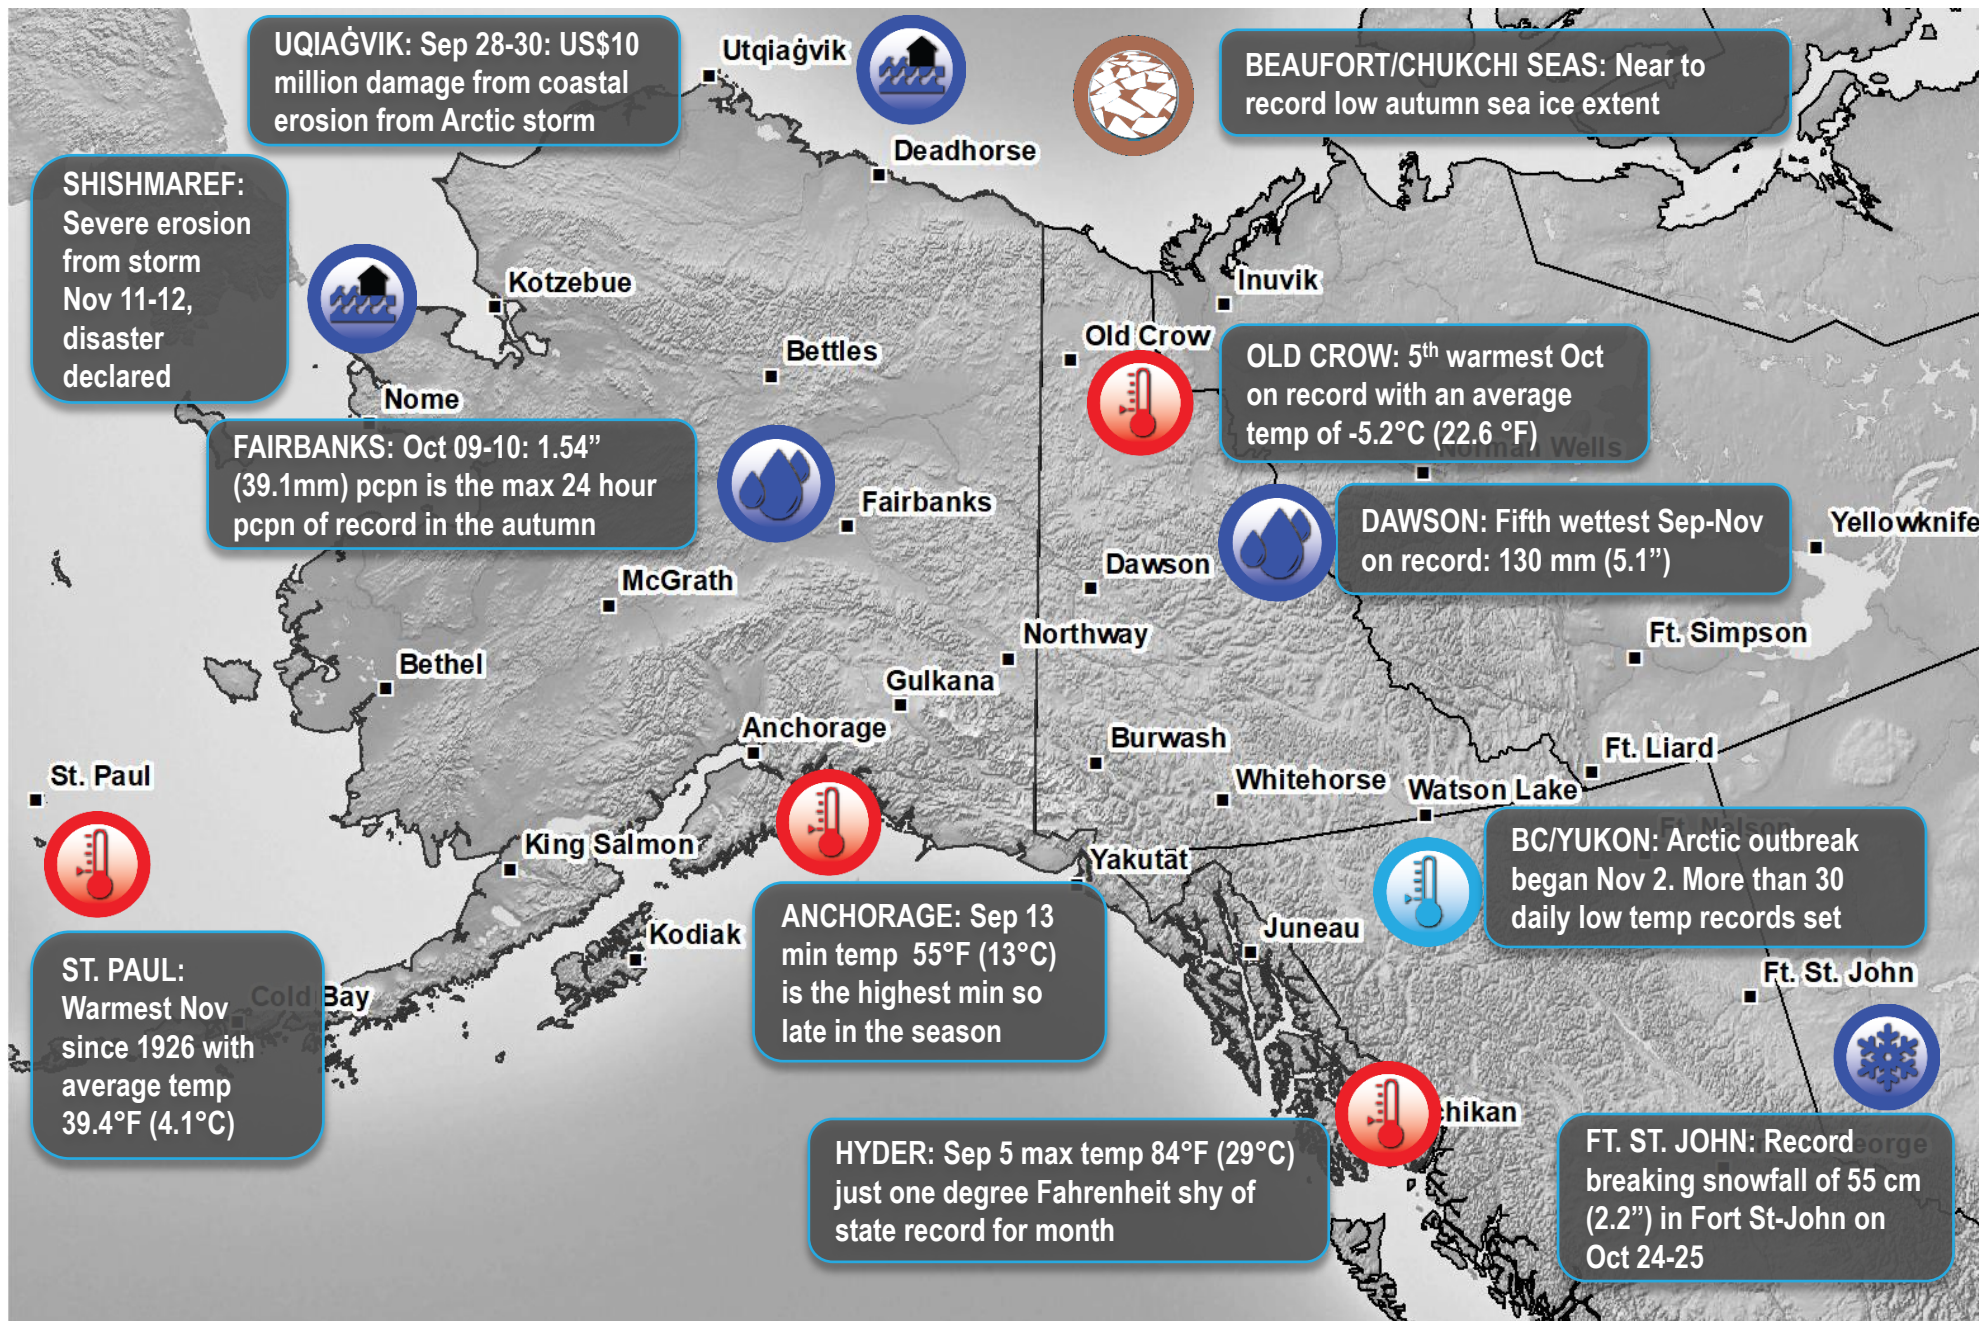 UQIAĠVIK: Sep 28-30: US$10
million damage from coastal
erosion from Arctic storm
Utqiaġvik
BEAUFORT/CHUKCHI SEAS: Near to
record low autumn sea ice extent
Deadhorse
SHISHMAREF:
Severe erosion
from storm
Nov 11-12,
disaster
declared
Kotzebue
Inuvik
Old Crow
Bettles
OLD CROW: 5th warmest Oct
on record with an average
temp of -5.2°C (22.6 °F)
Norman Wells
Nome
FAIRBANKS: Oct 09-10: 1.54”
(39.1mm) pcpn is the max 24 hour
pcpn of record in the autumn
Fairbanks
DAWSON: Fifth wettest Sep-Nov
on record: 130 mm (5.1”)
Yellowknife
Dawson
McGrath
Northway
Ft. Simpson
Bethel
Gulkana
Anchorage
Burwash
Ft. Liard
St. Paul
Whitehorse
Watson Lake
Ft. Nelson
BC/YUKON: Arctic outbreak
began Nov 2. More than 30
daily low temp records set
King Salmon
Yakutat
ANCHORAGE: Sep 13
min temp 55°F (13°C)
is the highest min so
late in the season
Kodiak
Juneau
Ft. St. John
ST. PAUL:
Warmest Nov
since 1926 with
average temp
39.4°F (4.1°C)
Cold Bay
chikan
HYDER: Sep 5 max temp 84°F (29°C)
just one degree Fahrenheit shy of
state record for month
FT. ST. JOHN: Record
breaking snowfall of 55 cm
(2.2”) in Fort St-John on
Oct 24-25
eorge